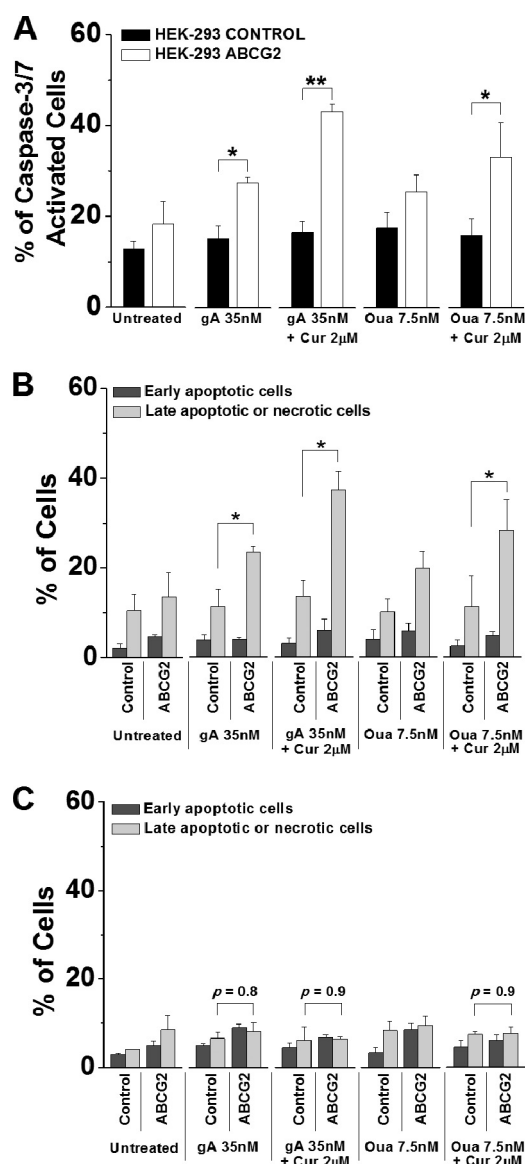 A
HEK-293 CONTROL
HEK-293 ABCG2
% of Caspase-3/7
Activated Cells
60
40
20
0
*
**
*
Untreated
gA 35nM
gA 35nM
+ Cur 2µM
Oua 7.5nM
Oua 7.5nM
+ Cur 2µM
B
Early apoptotic cells
Late apoptotic or necrotic cells
% of Cells
60
40
20
0
*
*
*
Control
ABCG2
Control
ABCG2
Control
ABCG2
Control
ABCG2
Control
ABCG2
Untreated
gA 35nM
gA 35nM
+ Cur 2µM
Oua 7.5nM
Oua 7.5nM
+ Cur 2µM
C
Early apoptotic cells
Late apoptotic or necrotic cells
% of Cells
60
40
20
0
p = 0.8
p = 0.9
p = 0.9
Control
ABCG2
Control
ABCG2
Control
ABCG2
Control
ABCG2
Control
ABCG2
Untreated
gA 35nM
gA 35nM
+ Cur 2µM
Oua 7.5nM
Oua 7.5nM
+ Cur 2µM